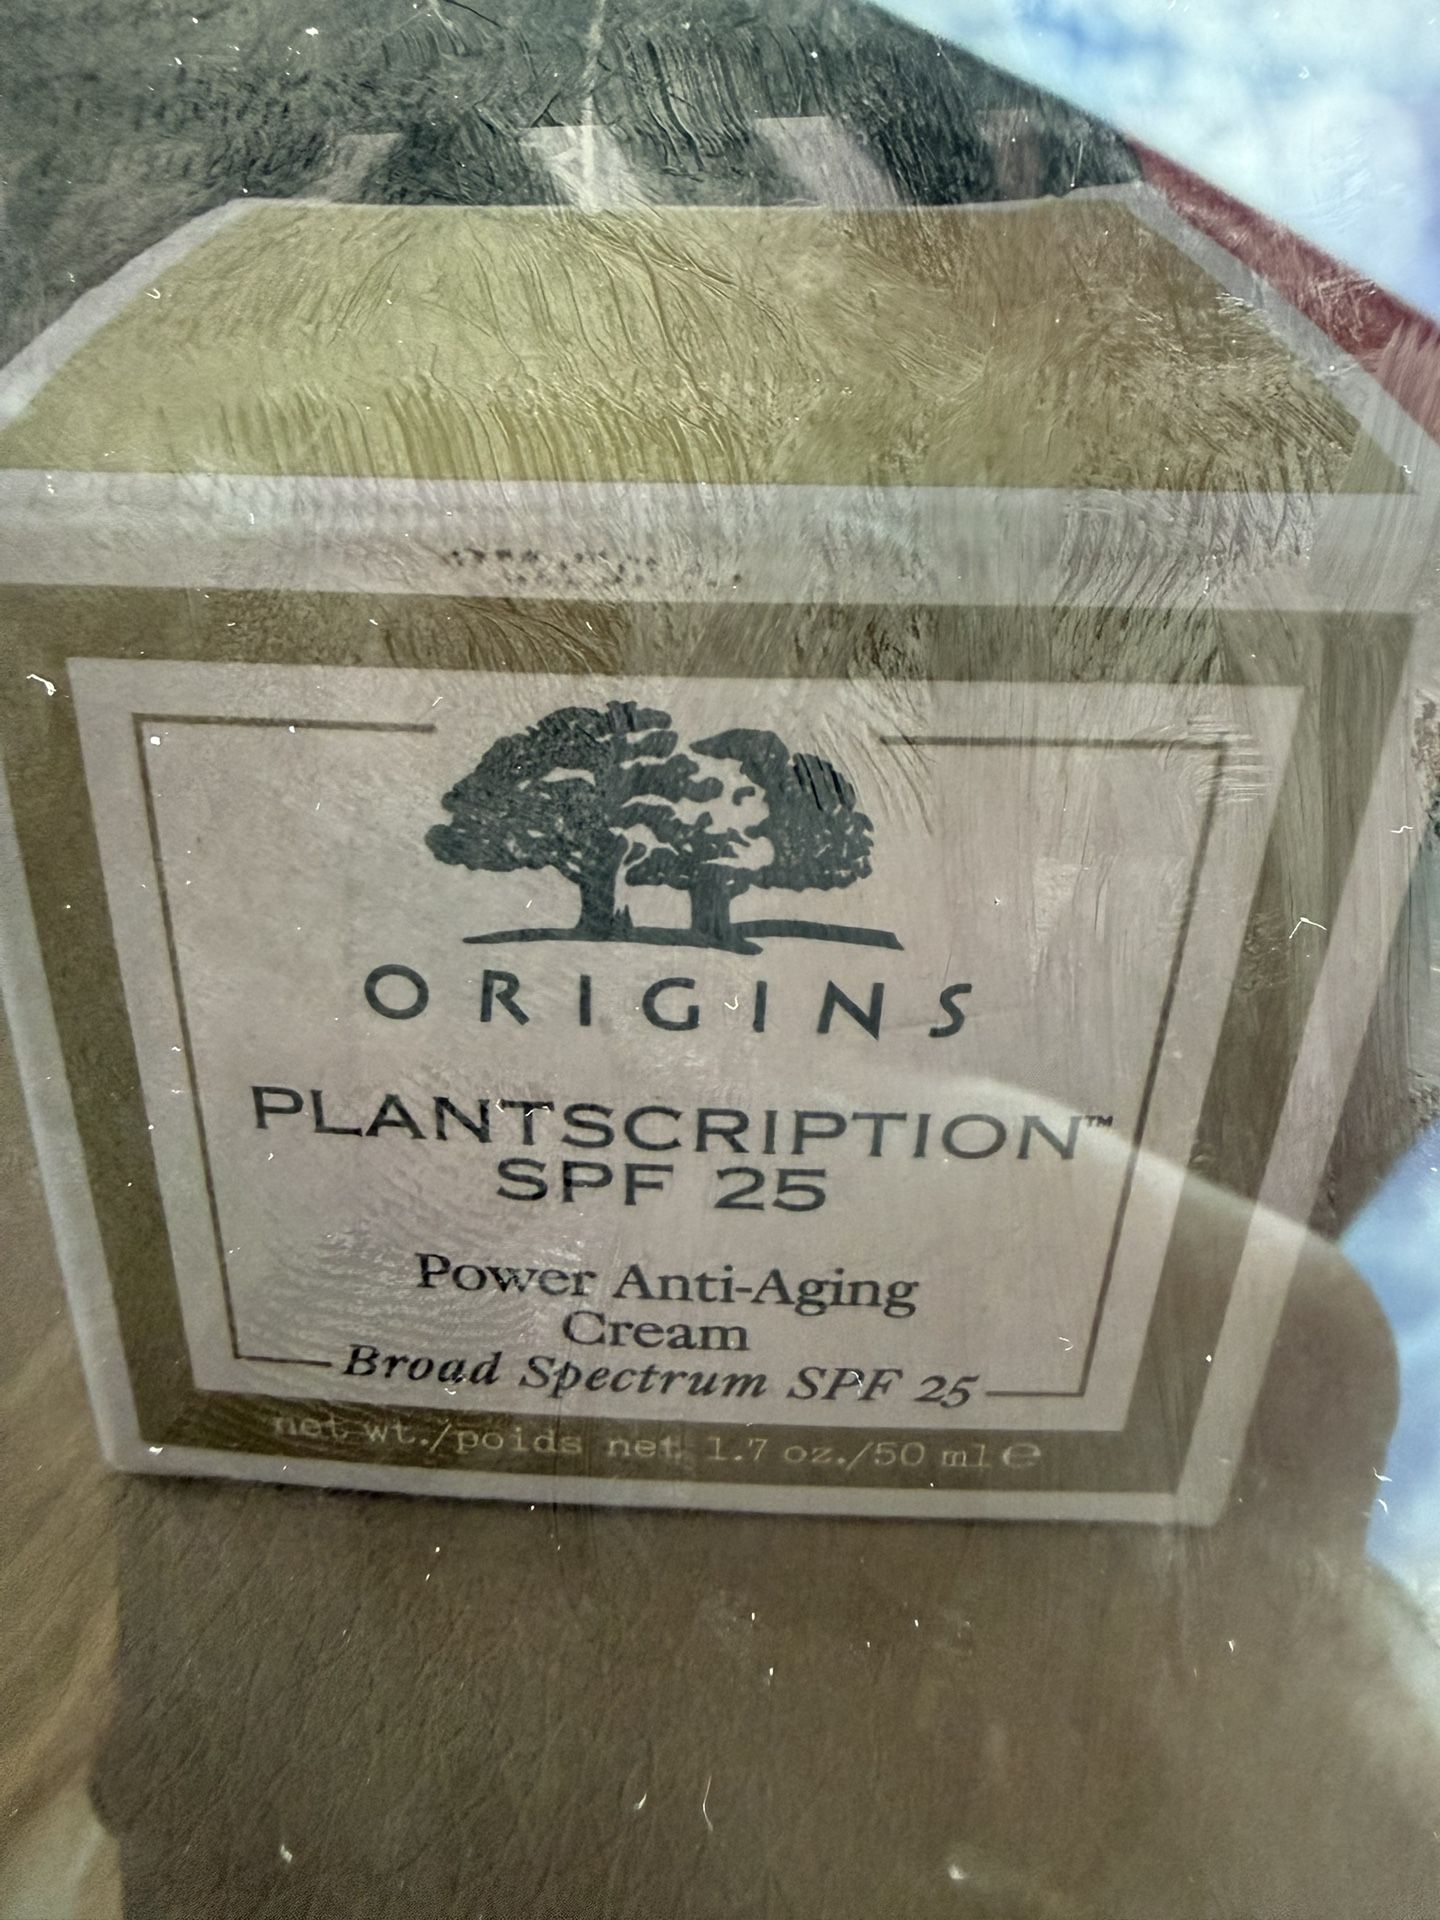 ORIGINS
PLANTSCRIPTION™
SPF 25
Power Anti-Aging
Cream
Broad Spectrum SPF 25
net wt./poids net 1.7 oz./50 ml ℮